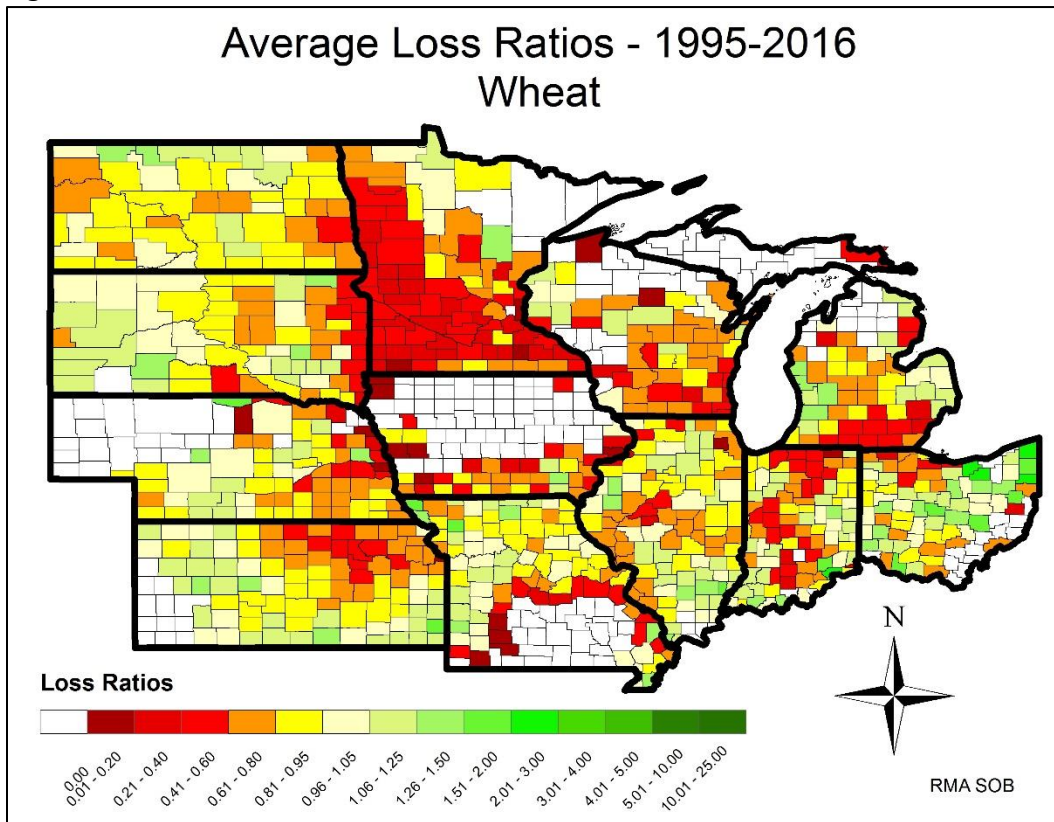 Average Loss Ratios - 1995-2016
Wheat
N
Loss Ratios
0.00
0.01 - 0.20
0.21 - 0.40
0.41 - 0.60
0.61 - 0.80
0.81 - 0.95
0.96 - 1.05
1.06 - 1.25
1.26 - 1.50
1.51 - 2.00
2.01 - 3.00
3.01 - 4.00
4.01 - 5.00
5.01 - 10.00
10.01 - 25.00
RMA SOB